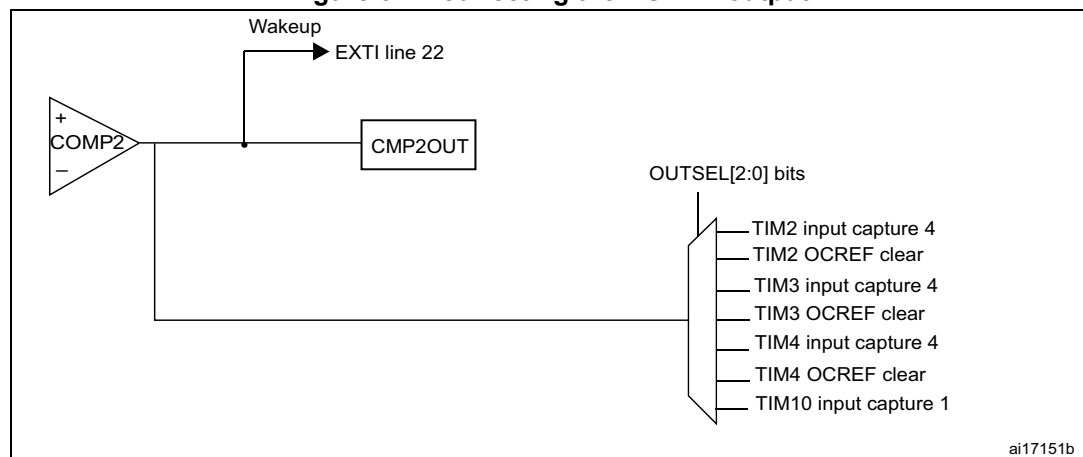 Wakeup
EXTI line 22
+
COMP2
–
CMP2OUT
OUTSEL[2:0] bits
TIM2 input capture 4
TIM2 OCREF clear
TIM3 input capture 4
TIM3 OCREF clear
TIM4 input capture 4
TIM4 OCREF clear
TIM10 input capture 1
ai17151b